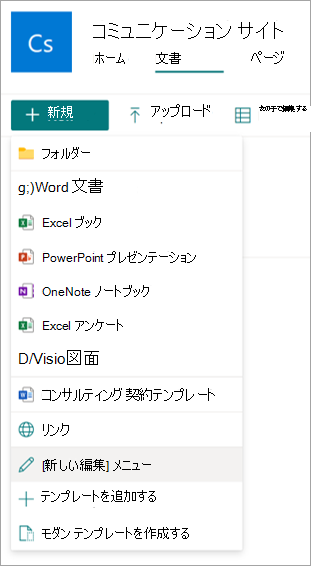 Cs
コミュニケーション サイト
ホーム 文書 ページ
新規 アップロード 女の子で編集する
フォルダー
g;)Word 文書
Excel ブック
PowerPoint プレゼンテーション
OneNote ノートブック
Excel アンケート
D/Visio図面
コンサルティング契約テンプレート
リンク
[新しい編集] メニュー
テンプレートを追加する
モダン テンプレートを作成する